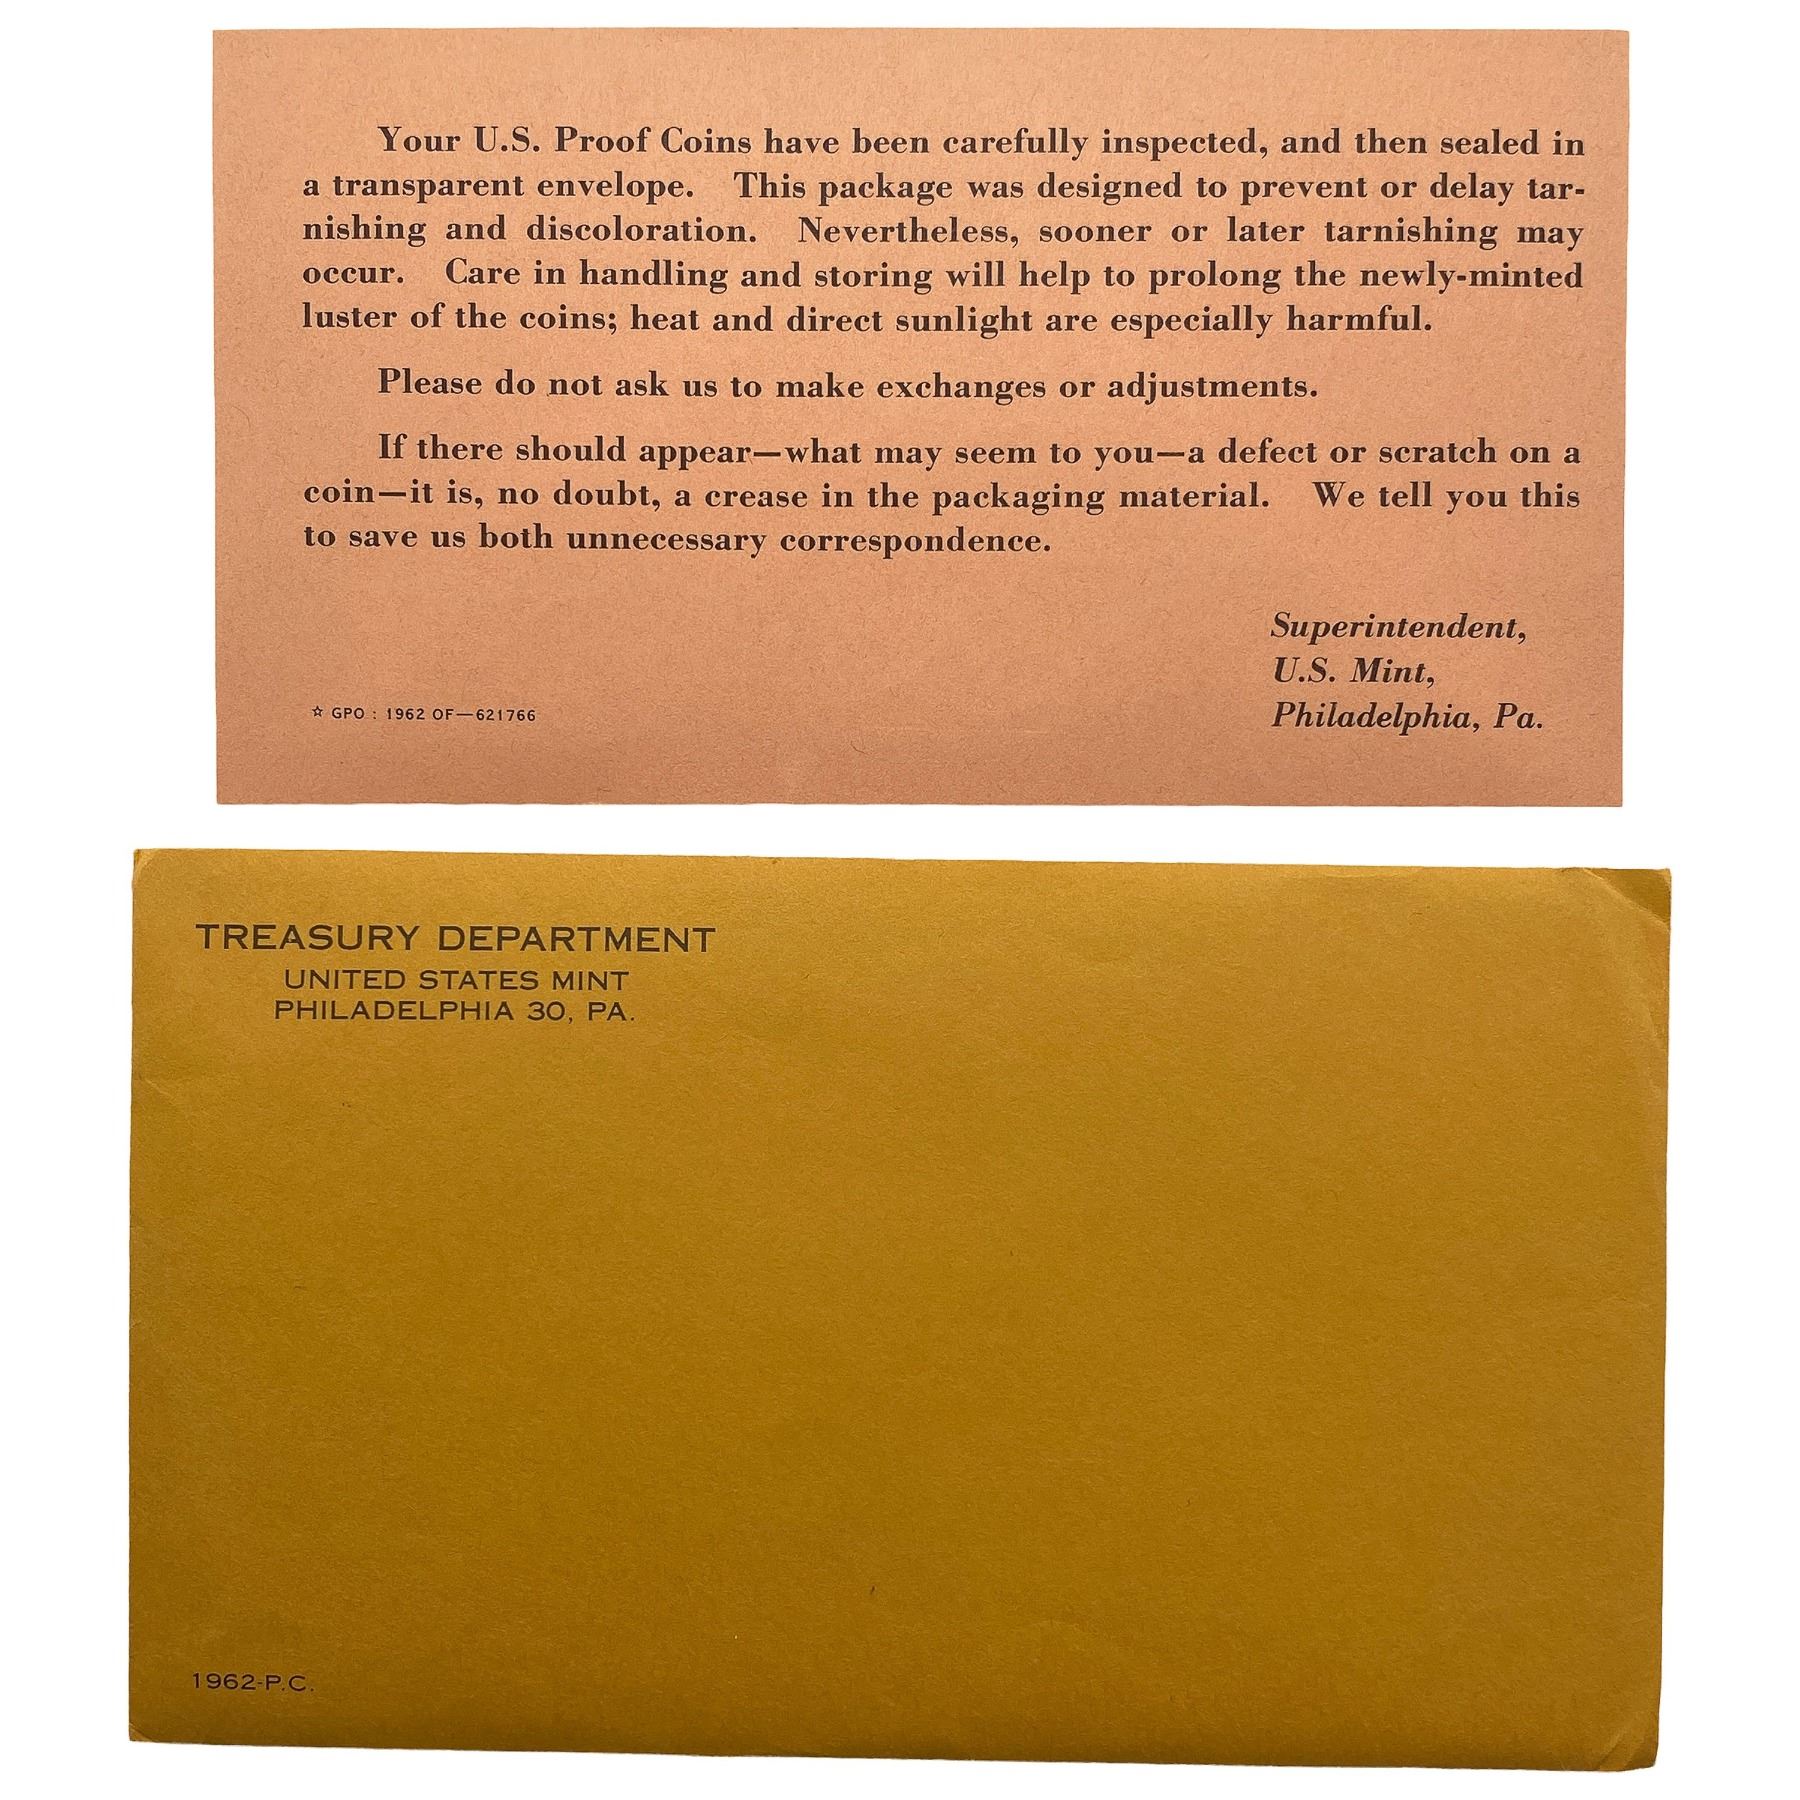 Your U.S. Proof Coins have been carefully inspected, and then sealed in
a transparent envelope. This package was designed to prevent or delay tar-
nishing and discoloration. Nevertheless, sooner or later tarnishing may
occur. Care in handling and storing will help to prolong the newly-minted
luster of the coins; heat and direct sunlight are especially harmful.
Please do not ask us to make exchanges or adjustments.
If there should appear—what may seem to you—a defect or scratch on a
coin—it is, no doubt, a crease in the packaging material. We tell you this
to save us both unnecessary correspondence.
Superintendent,
U.S. Mint,
Philadelphia, Pa.
☆ GPO : 1962 OF—621766
TREASURY DEPARTMENT
UNITED STATES MINT
PHILADELPHIA 30, PA.
1962-P.C.